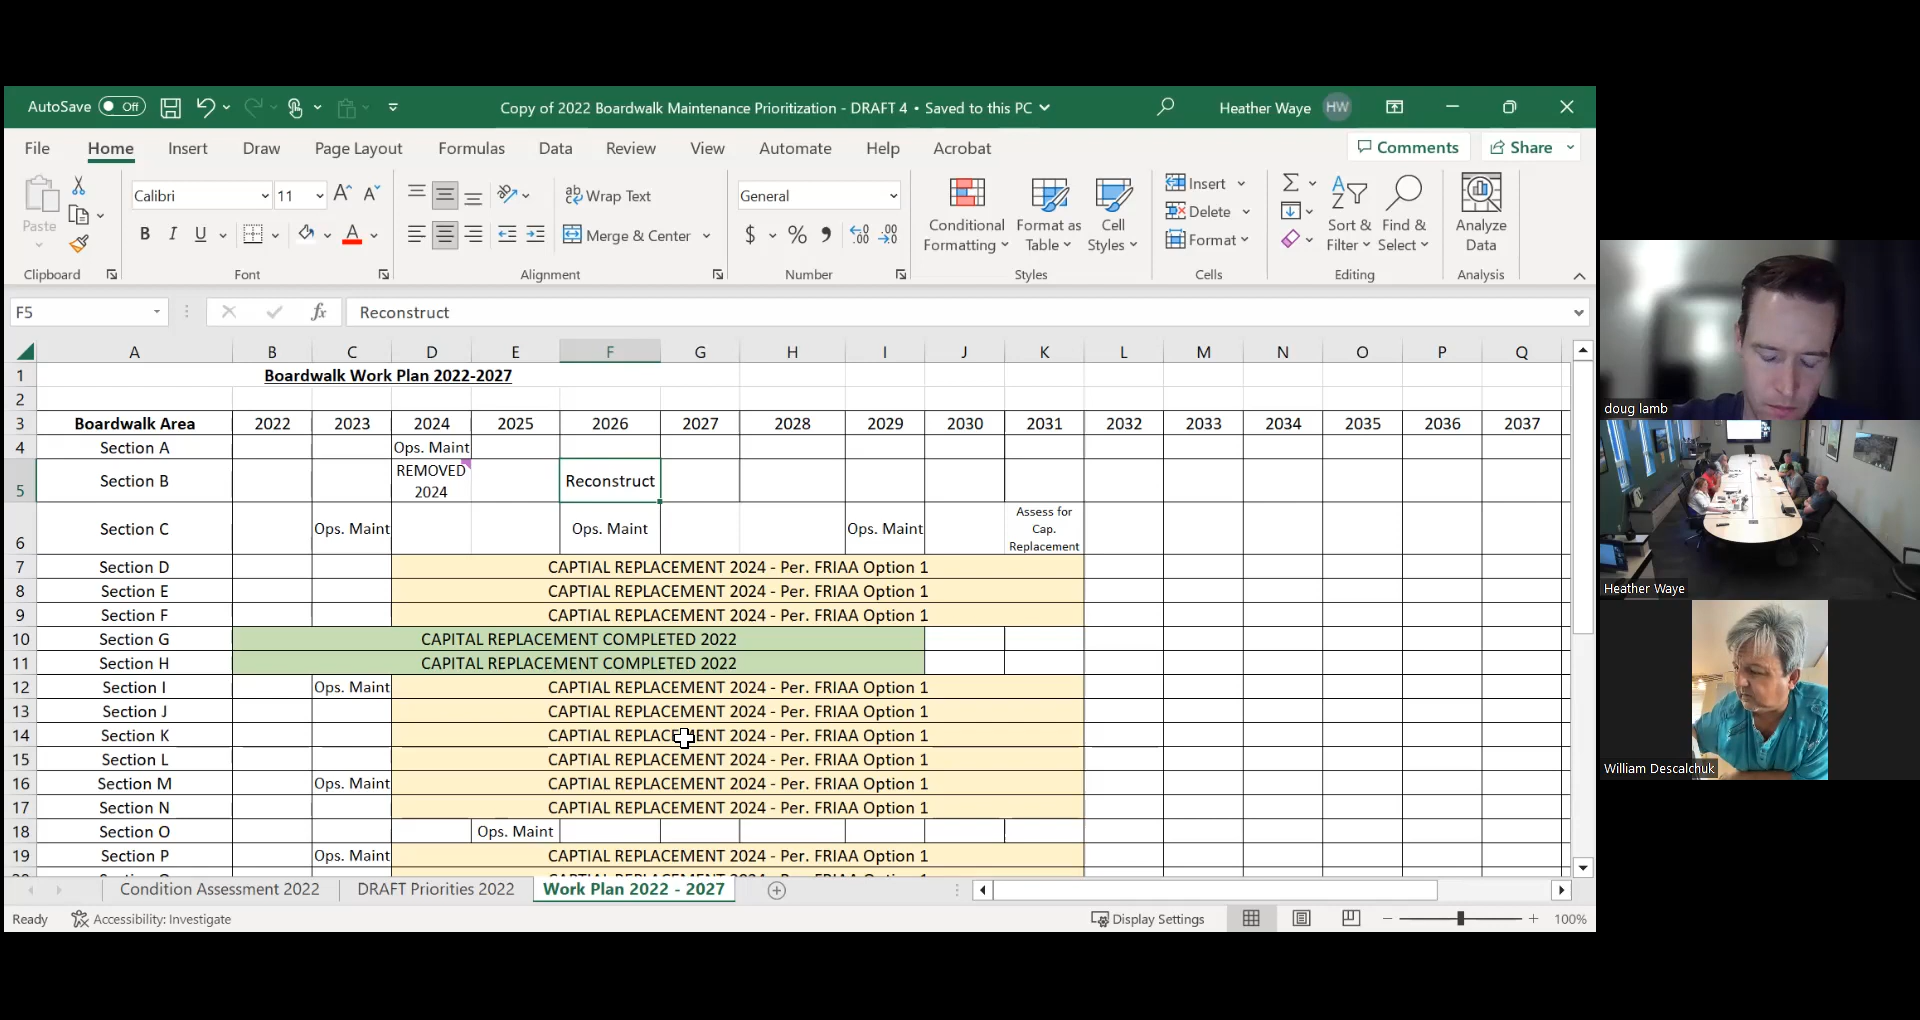 AutoSave Off Copy of 2022 Boardwalk Maintenance Prioritization - DRAFT 4 • Saved to this PC Heather Waye HW
File Home Insert Draw Page Layout Formulas Data Review View Automate Help Acrobat Comments Share
Paste Calibri 11 Wrap Text General Conditional Formatting Format as Table Cell Styles Insert Delete Format Sort & Filter Find & Select Analyze Data
B I U A Merge & Center $ %
Clipboard Font Alignment Number Styles Cells Editing Analysis
F5 fx Reconstruct
A B C D E F G H I J K L M N O P Q
1 Boardwalk Work Plan 2022-2027
2
3 Boardwalk Area 2022 2023 2024 2025 2026 2027 2028 2029 2030 2031 2032 2033 2034 2035 2036 2037
4 Section A Ops. Maint
5 Section B REMOVED 2024 Reconstruct
6 Section C Ops. Maint Ops. Maint Ops. Maint Assess for Cap. Replacement
7 Section D CAPTIAL REPLACEMENT 2024 - Per. FRIAA Option 1
8 Section E CAPTIAL REPLACEMENT 2024 - Per. FRIAA Option 1
9 Section F CAPTIAL REPLACEMENT 2024 - Per. FRIAA Option 1
10 Section G CAPITAL REPLACEMENT COMPLETED 2022
11 Section H CAPITAL REPLACEMENT COMPLETED 2022
12 Section I Ops. Maint CAPTIAL REPLACEMENT 2024 - Per. FRIAA Option 1
13 Section J CAPTIAL REPLACEMENT 2024 - Per. FRIAA Option 1
14 Section K CAPTIAL REPLACEMENT 2024 - Per. FRIAA Option 1
15 Section L CAPTIAL REPLACEMENT 2024 - Per. FRIAA Option 1
16 Section M Ops. Maint CAPTIAL REPLACEMENT 2024 - Per. FRIAA Option 1
17 Section N CAPTIAL REPLACEMENT 2024 - Per. FRIAA Option 1
18 Section O Ops. Maint
19 Section P Ops. Maint CAPTIAL REPLACEMENT 2024 - Per. FRIAA Option 1
Condition Assessment 2022 DRAFT Priorities 2022 Work Plan 2022 - 2027
Ready Accessibility: Investigate Display Settings 100%
doug lamb
Heather Waye
William Descalchuk